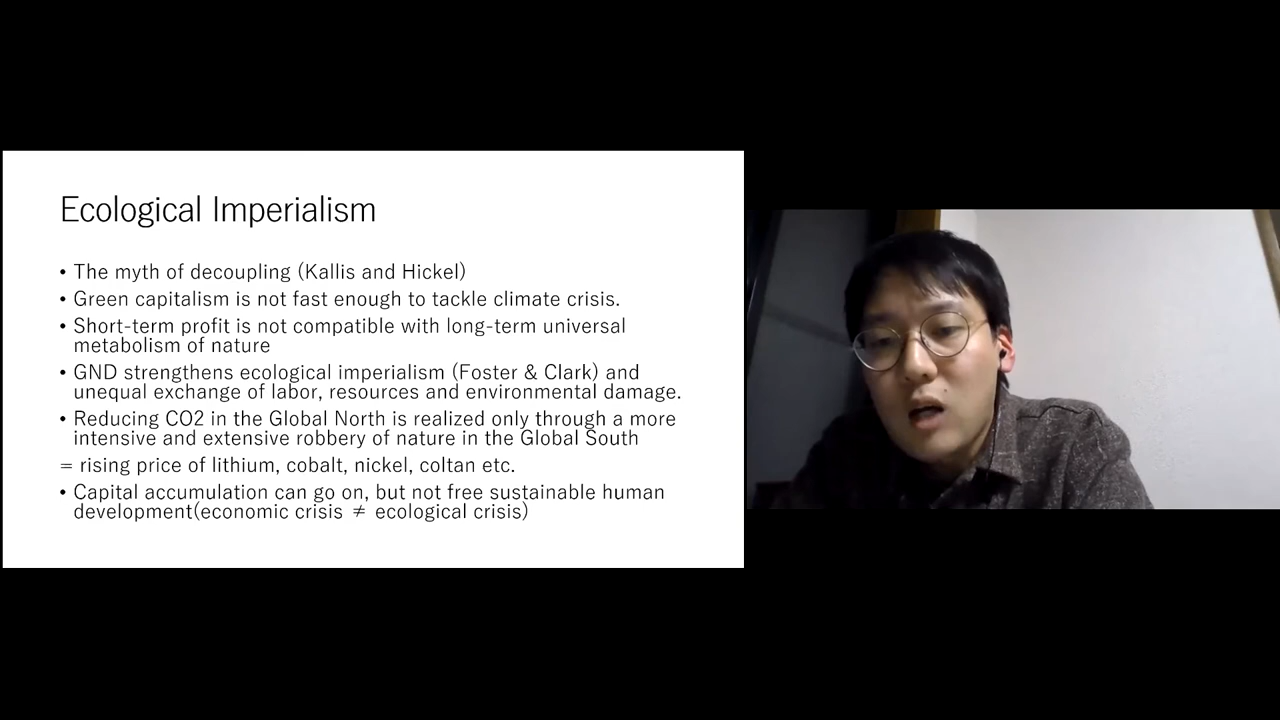 Ecological Imperialism
• The myth of decoupling (Kallis and Hickel)
• Green capitalism is not fast enough to tackle climate crisis.
• Short-term profit is not compatible with long-term universal
metabolism of nature
• GND strengthens ecological imperialism (Foster & Clark) and
unequal exchange of labor, resources and environmental damage.
• Reducing CO2 in the Global North is realized only through a more
intensive and extensive robbery of nature in the Global South
= rising price of lithium, cobalt, nickel, coltan etc.
• Capital accumulation can go on, but not free sustainable human
development(economic crisis ≠ ecological crisis)